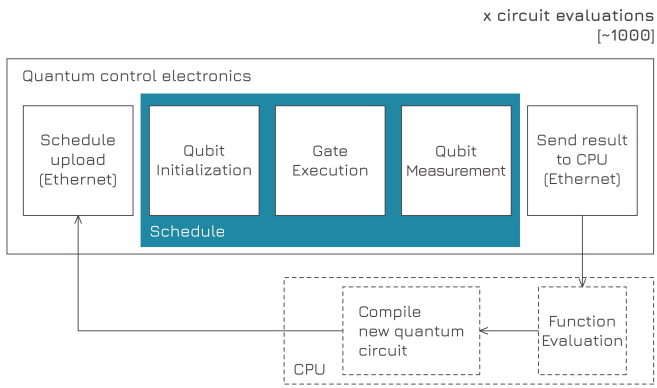 x circuit evaluations
[~1000]
Quantum control electronics
Schedule
upload
(Ethernet)
Qubit
Initialization
Gate
Execution
Qubit
Measurement
Send result
to CPU
(Ethernet)
Schedule
Compile
new quantum
circuit
Function
Evaluation
CPU